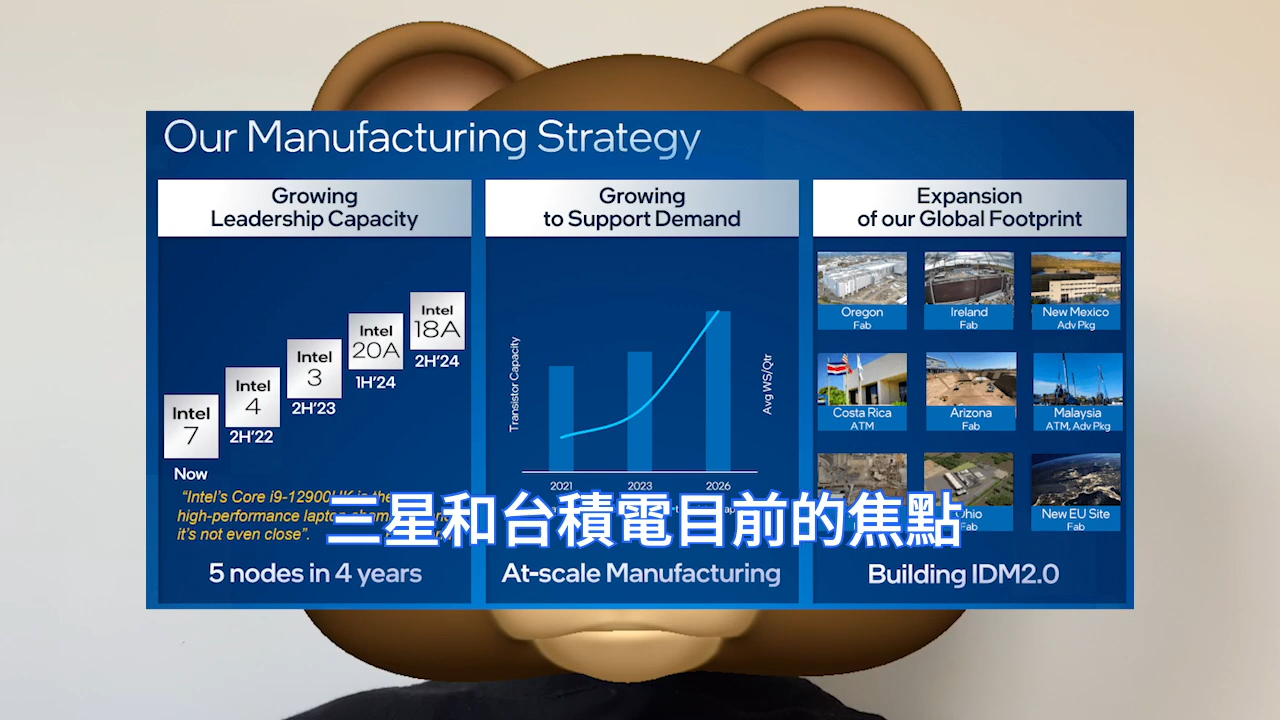 Our Manufacturing Strategy
Growing
Leadership Capacity
Intel
7
Now
Intel
4
2H'22
Intel
3
2H'23
Intel
20A
1H'24
Intel
18A
2H'24
"Intel's Core i9-12900HK is the
high-performance laptop
it's not even close".
5 nodes in 4 years
Growing
to Support Demand
Transistor Capacity
Avg WS/Qtr
2021
2023
2026
At-scale Manufacturing
Expansion
of our Global Footprint
Oregon
Fab
Ireland
Fab
New Mexico
Adv Pkg
Costa Rica
ATM
Arizona
Fab
Malaysia
ATM, Adv Pkg
Ohio
Fab
New EU Site
Fab
Building IDM2.0
三星和台積電目前的焦點